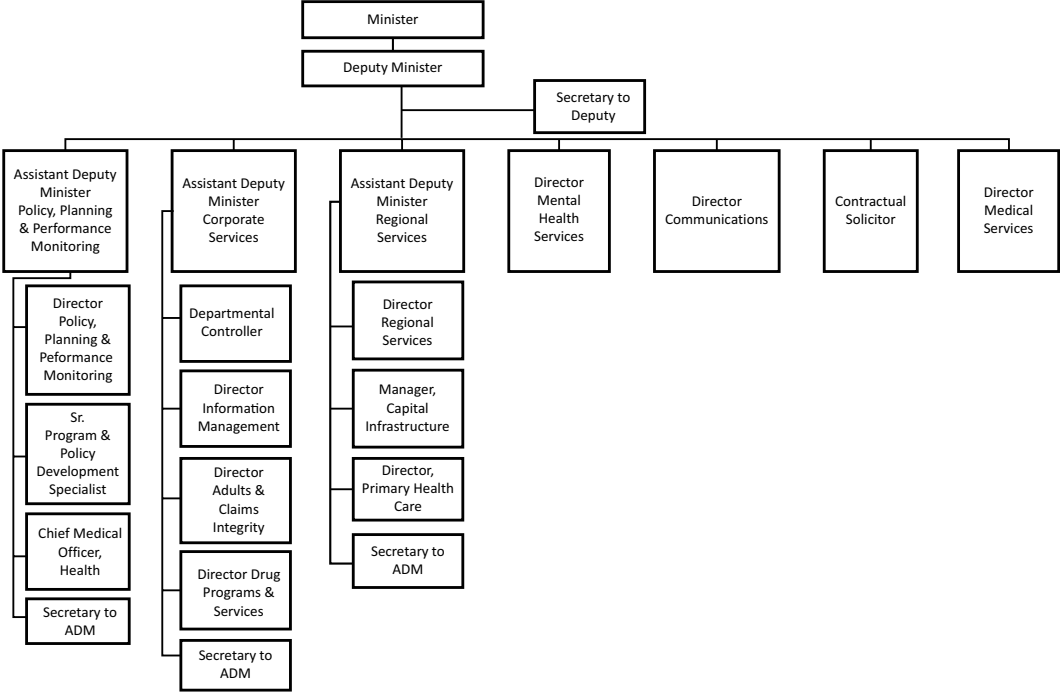 Minister
Deputy Minister
Secretary to
Deputy
Assistant Deputy
Minister
Policy, Planning
& Performance
Monitoring
Assistant Deputy
Minister
Corporate
Services
Assistant Deputy
Minister
Regional
Services
Director
Mental
Health
Services
Director
Communications
Contractual
Solicitor
Director
Medical
Services
Director
Policy,
Planning &
Peformance
Monitoring
Sr.
Program &
Policy
Development
Specialist
Chief Medical
Officer,
Health
Secretary to
ADM
Departmental
Controller
Director
Information
Management
Director
Adults &
Claims
Integrity
Director Drug
Programs &
Services
Secretary to
ADM
Director
Regional
Services
Manager,
Capital
Infrastructure
Director,
Primary Health
Care
Secretary to
ADM